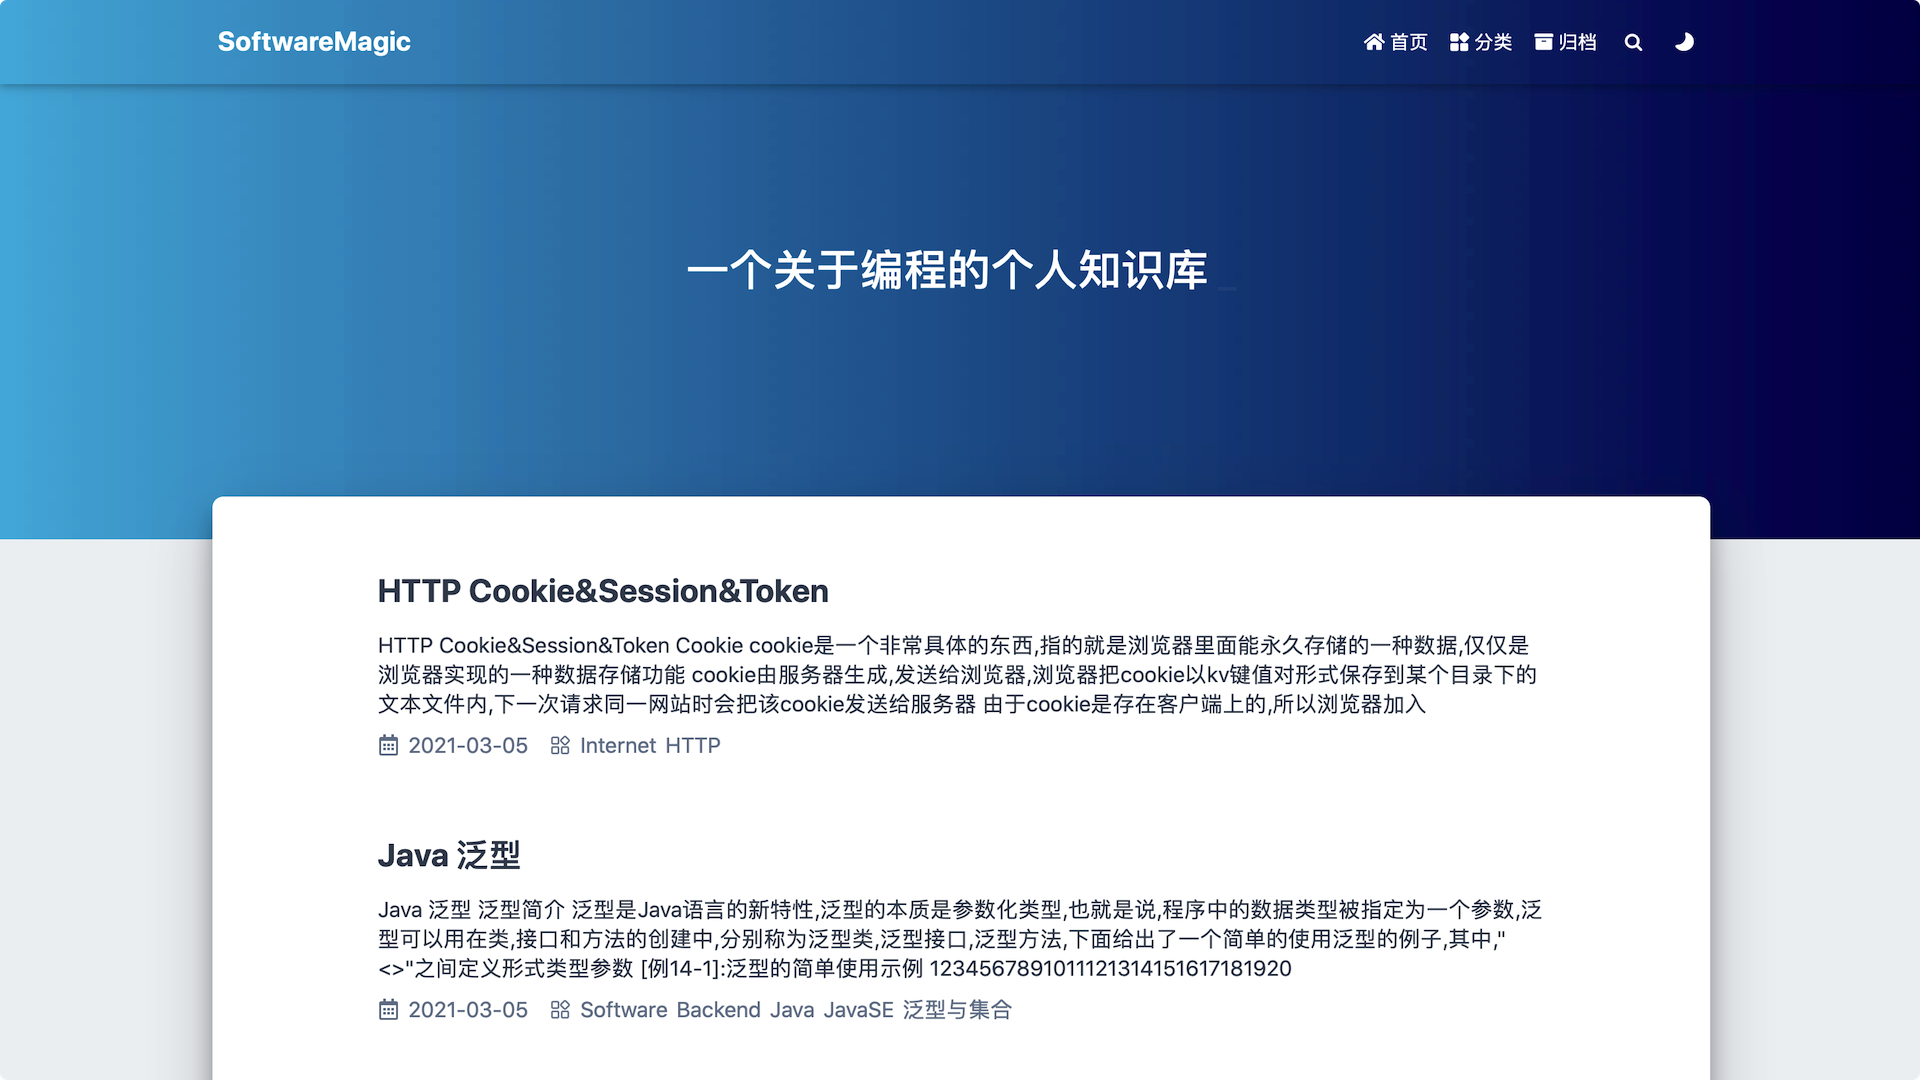 SoftwareMagic
首页 分类 归档
一个关于编程的个人知识库 _
HTTP Cookie&Session&Token
HTTP Cookie&Session&Token Cookie cookie是一个非常具体的东西,指的就是浏览器里面能永久存储的一种数据,仅仅是
浏览器实现的一种数据存储功能 cookie由服务器生成,发送给浏览器,浏览器把cookie以kv键值对形式保存到某个目录下的
文本文件内,下一次请求同一网站时会把该cookie发送给服务器 由于cookie是存在客户端上的,所以浏览器加入
2021-03-05 Internet HTTP
Java 泛型
Java 泛型 泛型简介 泛型是Java语言的新特性,泛型的本质是参数化类型,也就是说,程序中的数据类型被指定为一个参数,泛
型可以用在类,接口和方法的创建中,分别称为泛型类,泛型接口,泛型方法,下面给出了一个简单的使用泛型的例子,其中,"
<>"之间定义形式类型参数 [例14-1]:泛型的简单使用示例 1234567891011121314151617181920
2021-03-05 Software Backend Java JavaSE 泛型与集合